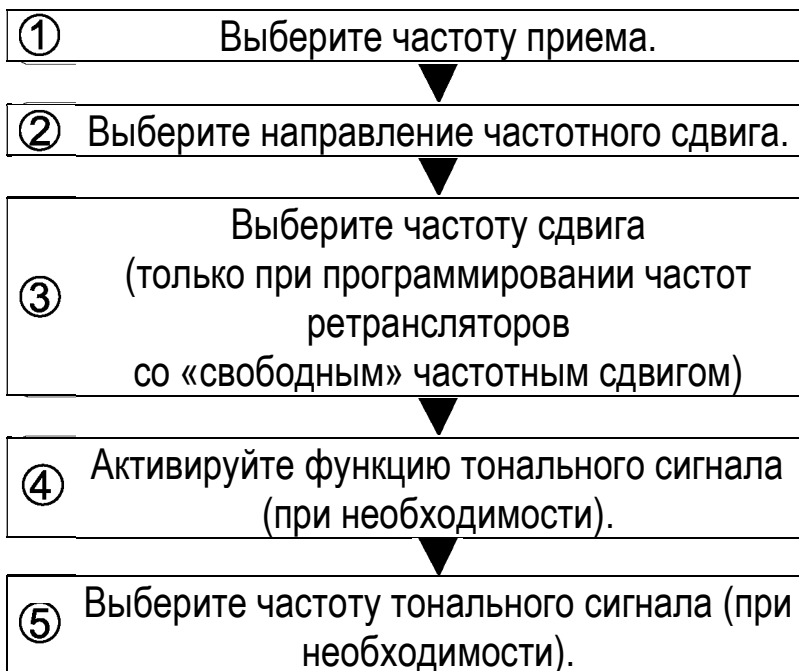 ① Выберите частоту приема.
② Выберите направление частотного сдвига.
Выберите частоту сдвига
(только при программировании частот
③ ретрансляторов
со «свободным» частотным сдвигом)
④ Активируйте функцию тонального сигнала
(при необходимости).
⑤ Выберите частоту тонального сигнала (при
необходимости).